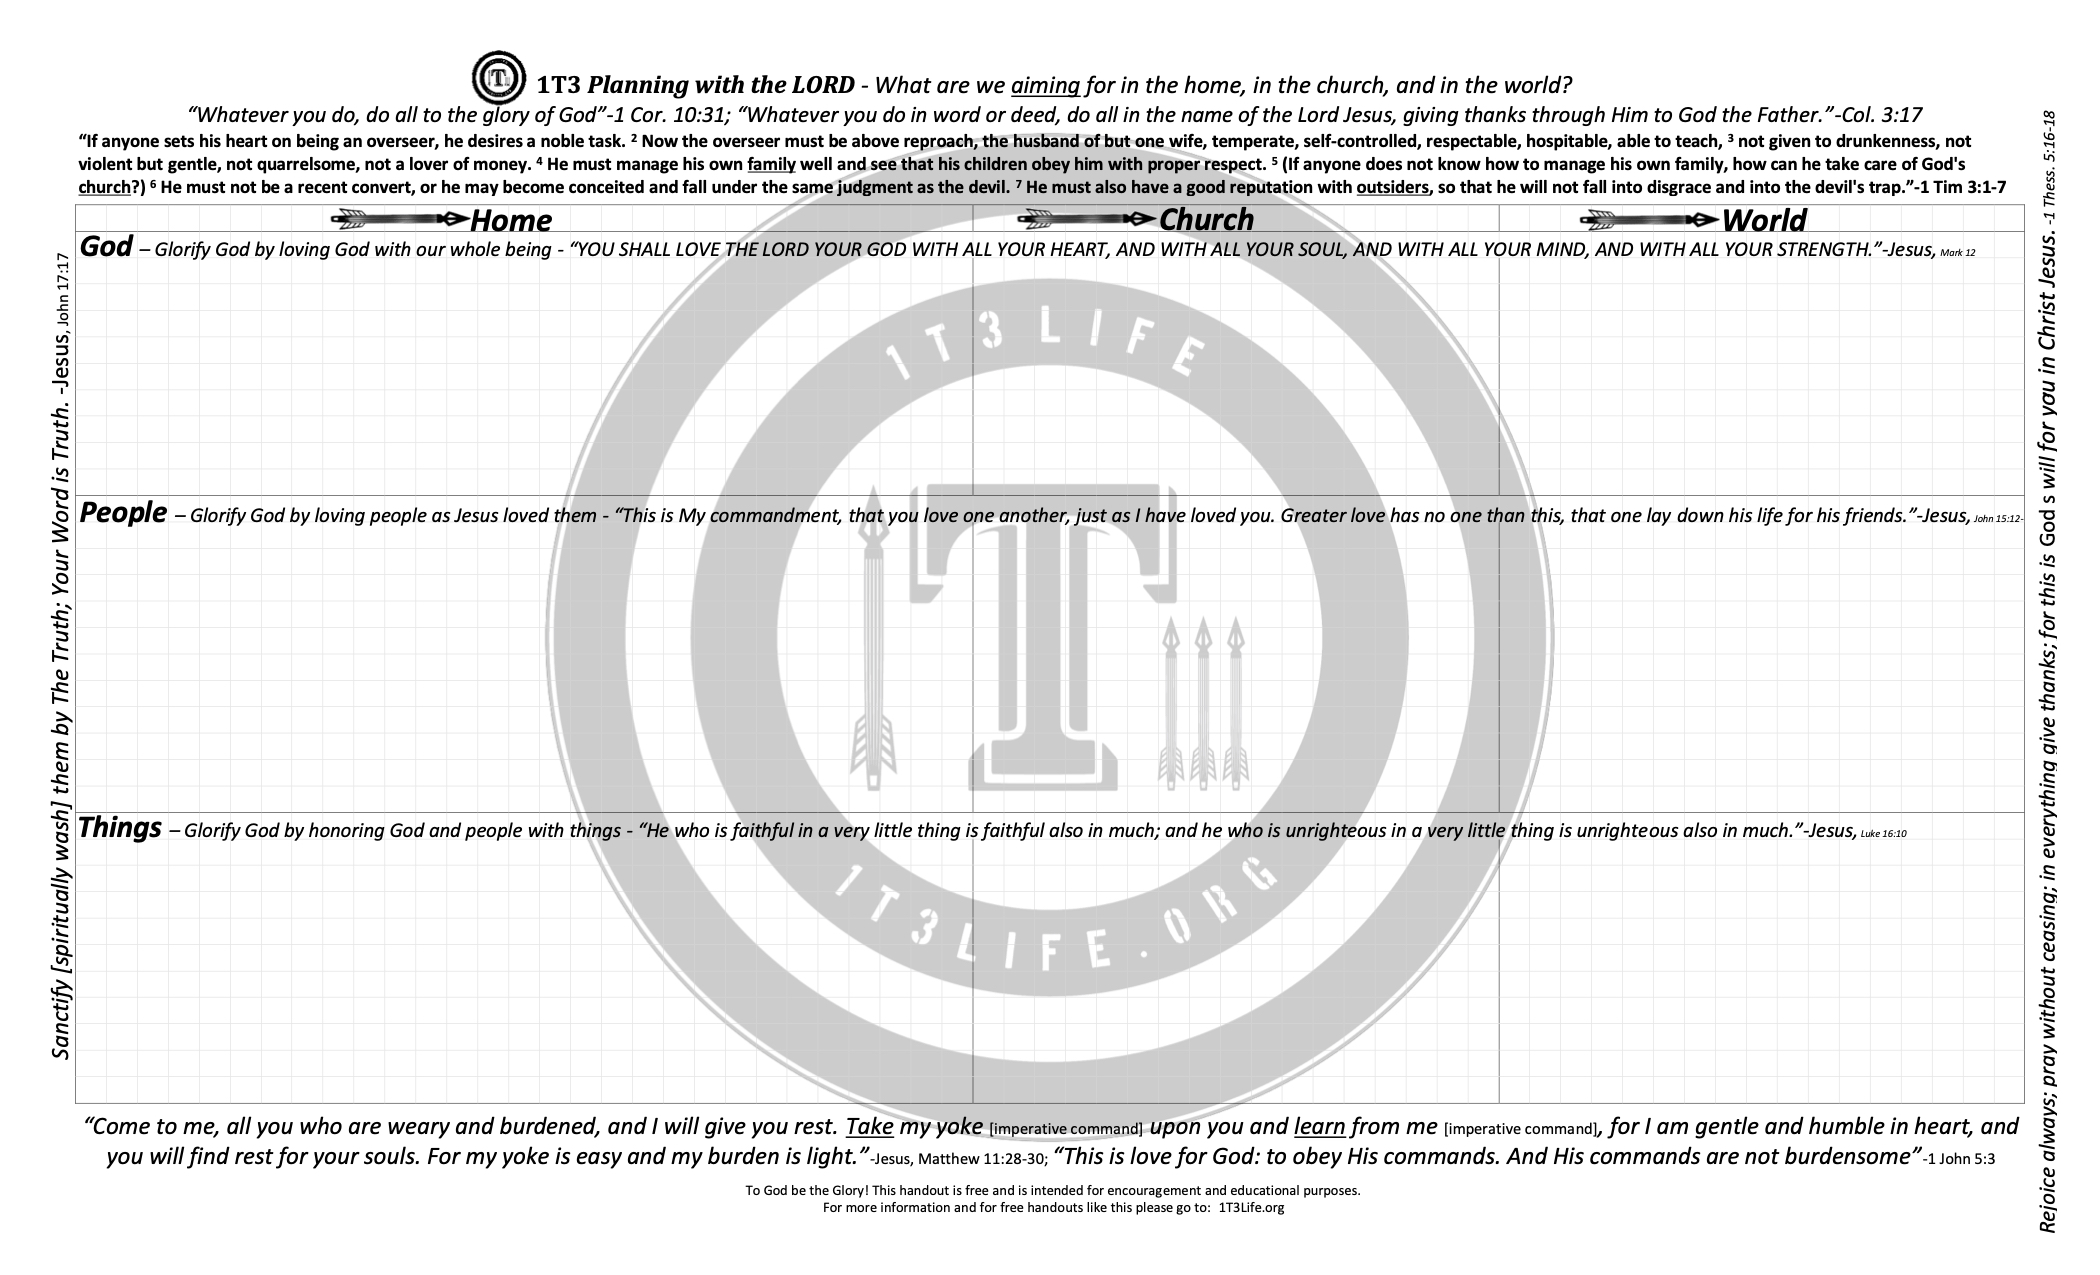 1T3 Planning with the LORD - What are we aiming for in the home, in the church, and in the world?
“Whatever you do, do all to the glory of God”-1 Cor. 10:31; “Whatever you do in word or deed, do all in the name of the Lord Jesus, giving thanks through Him to God the Father.”-Col. 3:17
“If anyone sets his heart on being an overseer, he desires a noble task. ² Now the overseer must be above reproach, the husband of but one wife, temperate, self-controlled, respectable, hospitable, able to teach, ³ not given to drunkenness, not
violent but gentle, not quarrelsome, not a lover of money. ⁴ He must manage his own family well and see that his children obey him with proper respect. ⁵ (If anyone does not know how to manage his own family, how can he take care of God's
church?) ⁶ He must not be a recent convert, or he may become conceited and fall under the same judgment as the devil. ⁷ He must also have a good reputation with outsiders, so that he will not fall into disgrace and into the devil's trap.”-1 Tim 3:1-7
Home Church World
God – Glorify God by loving God with our whole being - “YOU SHALL LOVE THE LORD YOUR GOD WITH ALL YOUR HEART, AND WITH ALL YOUR SOUL, AND WITH ALL YOUR MIND, AND WITH ALL YOUR STRENGTH.”-Jesus, Mark 12
1T3 LIFE
People – Glorify God by loving people as Jesus loved them - “This is My commandment, that you love one another, just as I have loved you. Greater love has no one than this, that one lay down his life for his friends.”-Jesus, John 15:12-
T
Things – Glorify God by honoring God and people with things - “He who is faithful in a very little thing is faithful also in much; and he who is unrighteous in a very little thing is unrighteous also in much.”-Jesus, Luke 16:10
1T3LIFE.ORG
Sanctify [spiritually wash] them by The Truth; Your Word is Truth. -Jesus, John 17:17
Rejoice always; pray without ceasing; in everything give thanks; for this is God s will for you in Christ Jesus. -1 Thess. 5:16-18
“Come to me, all you who are weary and burdened, and I will give you rest. Take my yoke [imperative command] upon you and learn from me [imperative command], for I am gentle and humble in heart, and
you will find rest for your souls. For my yoke is easy and my burden is light.”-Jesus, Matthew 11:28-30; “This is love for God: to obey His commands. And His commands are not burdensome”-1 John 5:3
To God be the Glory! This handout is free and is intended for encouragement and educational purposes.
For more information and for free handouts like this please go to: 1T3Life.org